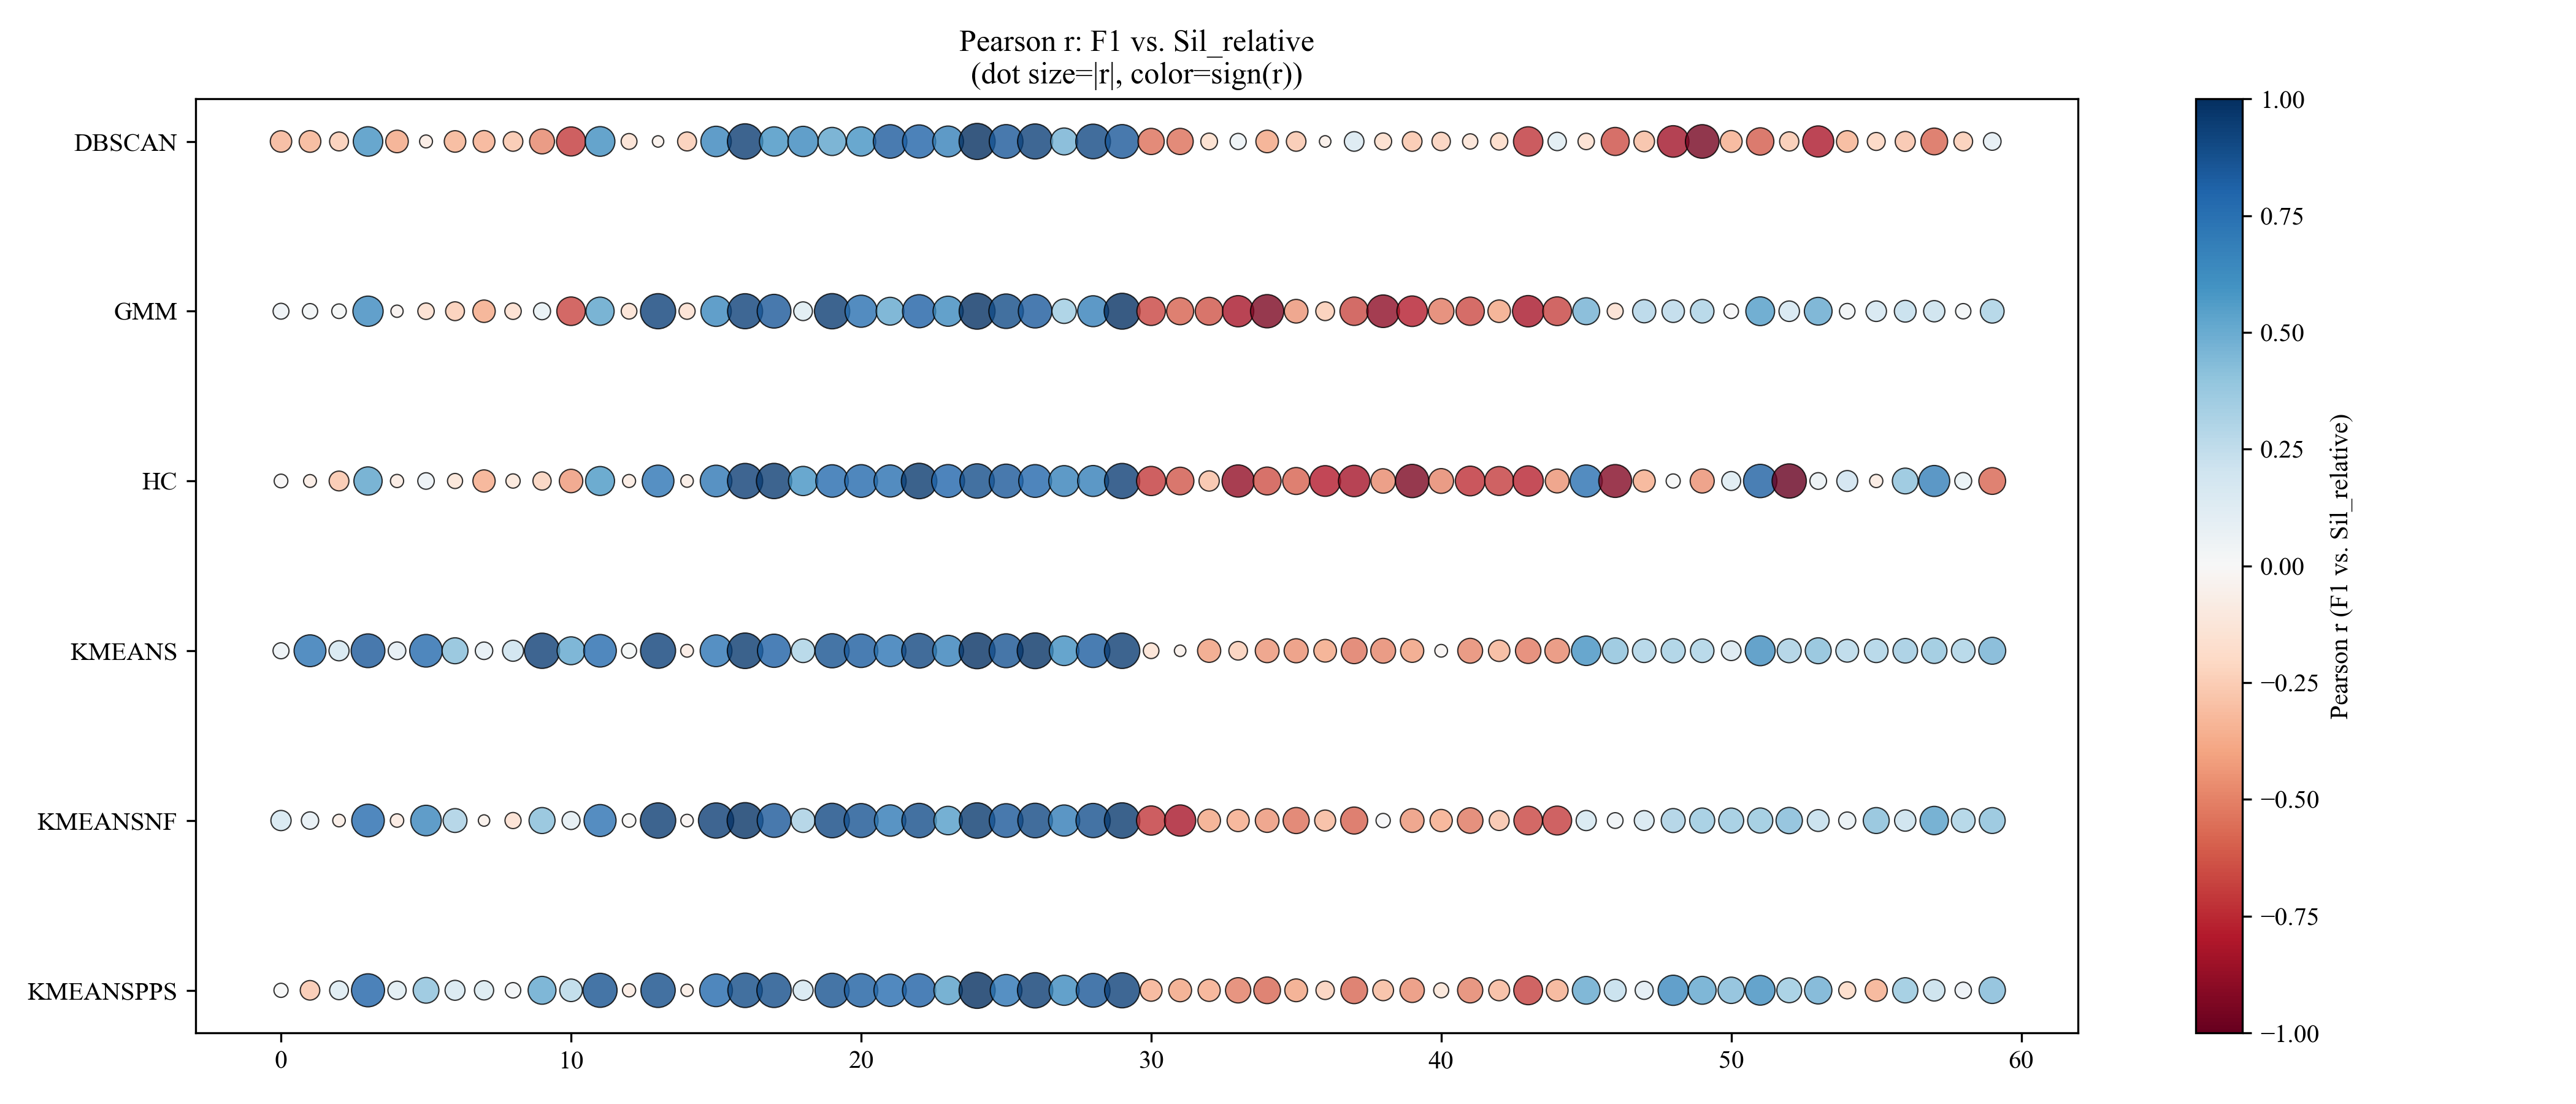 Pearson r: F1 vs. Sil_relative
(dot size=|r|, color=sign(r))
DBSCAN
GMM
HC
KMEANS
KMEANSNF
KMEANSPPS
0 10 20 30 40 50 60
1.00
0.75
0.50
0.25
0.00
−0.25
−0.50
−0.75
−1.00
Pearson r (F1 vs. Sil_relative)